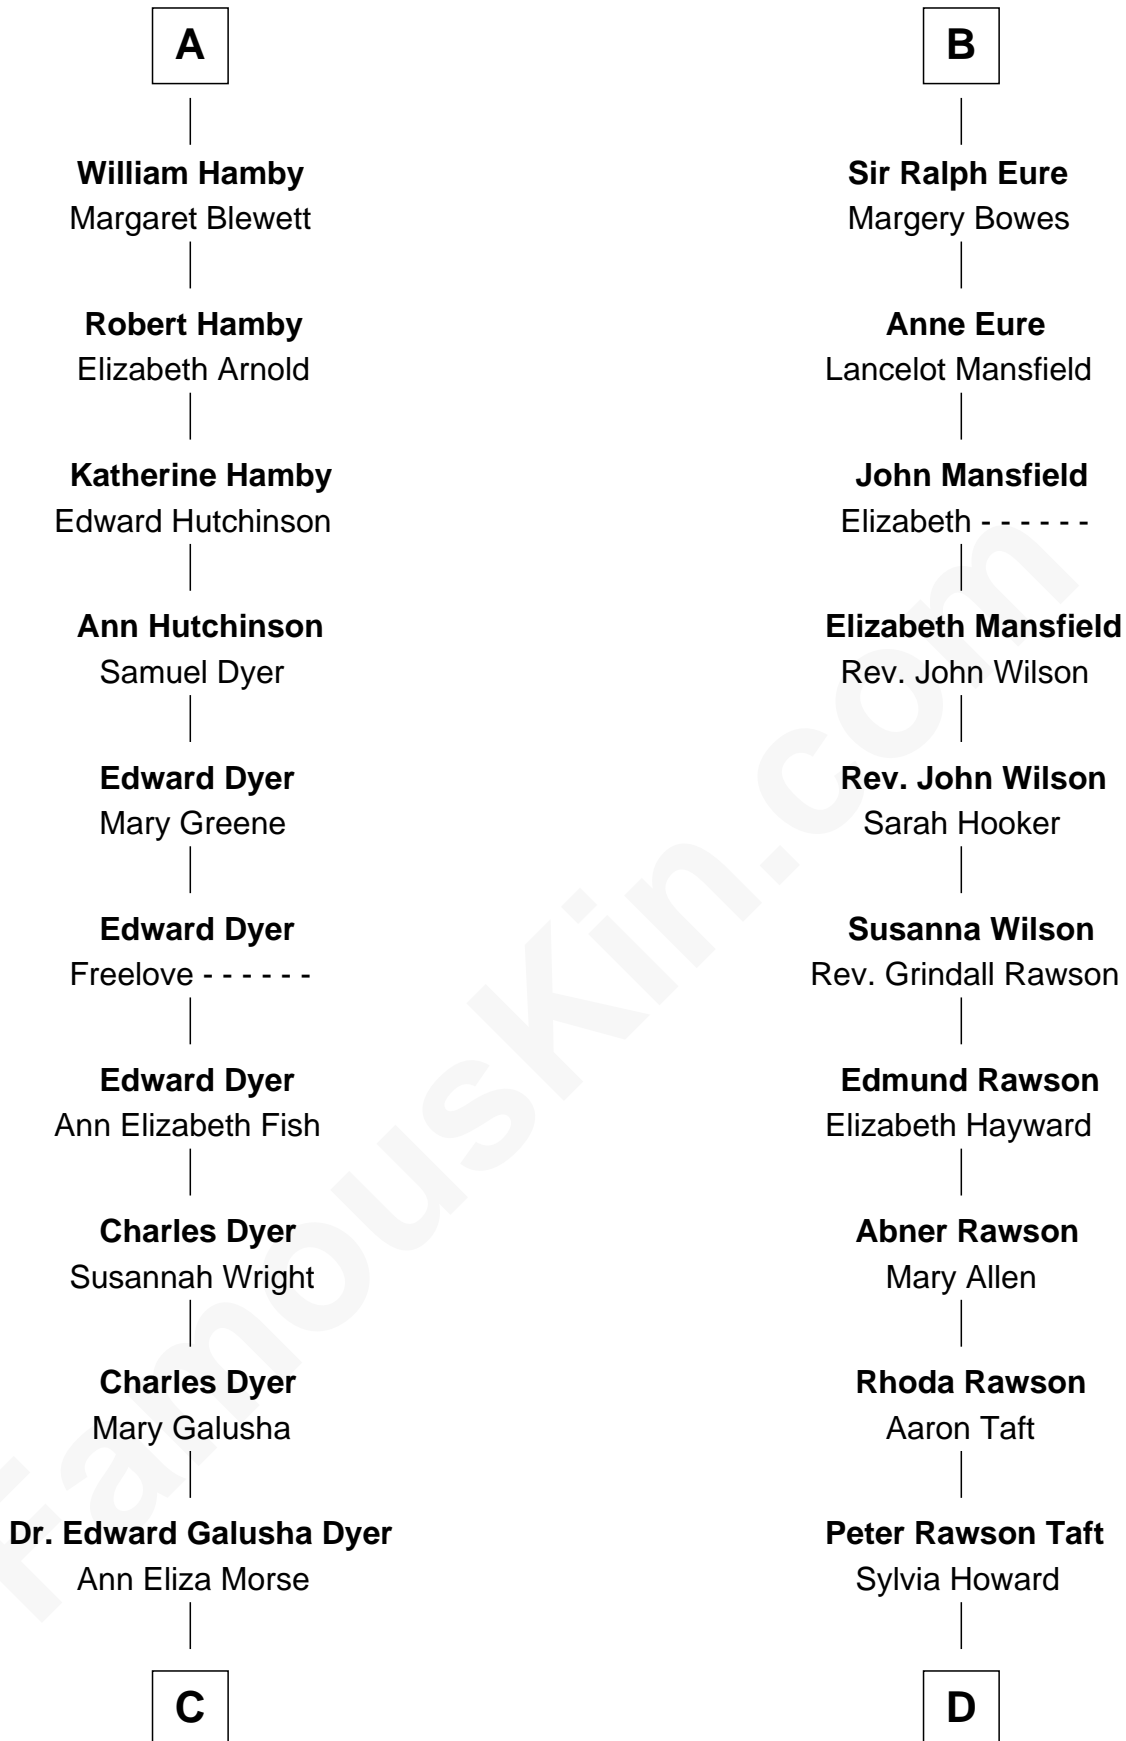 A
William Hamby
Margaret Blewett
Robert Hamby
Elizabeth Arnold
Katherine Hamby
Edward Hutchinson
Ann Hutchinson
Samuel Dyer
Edward Dyer
Mary Greene
Edward Dyer
Freelove - - - - - -
Edward Dyer
Ann Elizabeth Fish
Charles Dyer
Susannah Wright
Charles Dyer
Mary Galusha
Dr. Edward Galusha Dyer
Ann Eliza Morse
C
B
Sir Ralph Eure
Margery Bowes
Anne Eure
Lancelot Mansfield
John Mansfield
Elizabeth - - - - - -
Elizabeth Mansfield
Rev. John Wilson
Rev. John Wilson
Sarah Hooker
Susanna Wilson
Rev. Grindall Rawson
Edmund Rawson
Elizabeth Hayward
Abner Rawson
Mary Allen
Rhoda Rawson
Aaron Taft
Peter Rawson Taft
Sylvia Howard
D
FamousKin.com